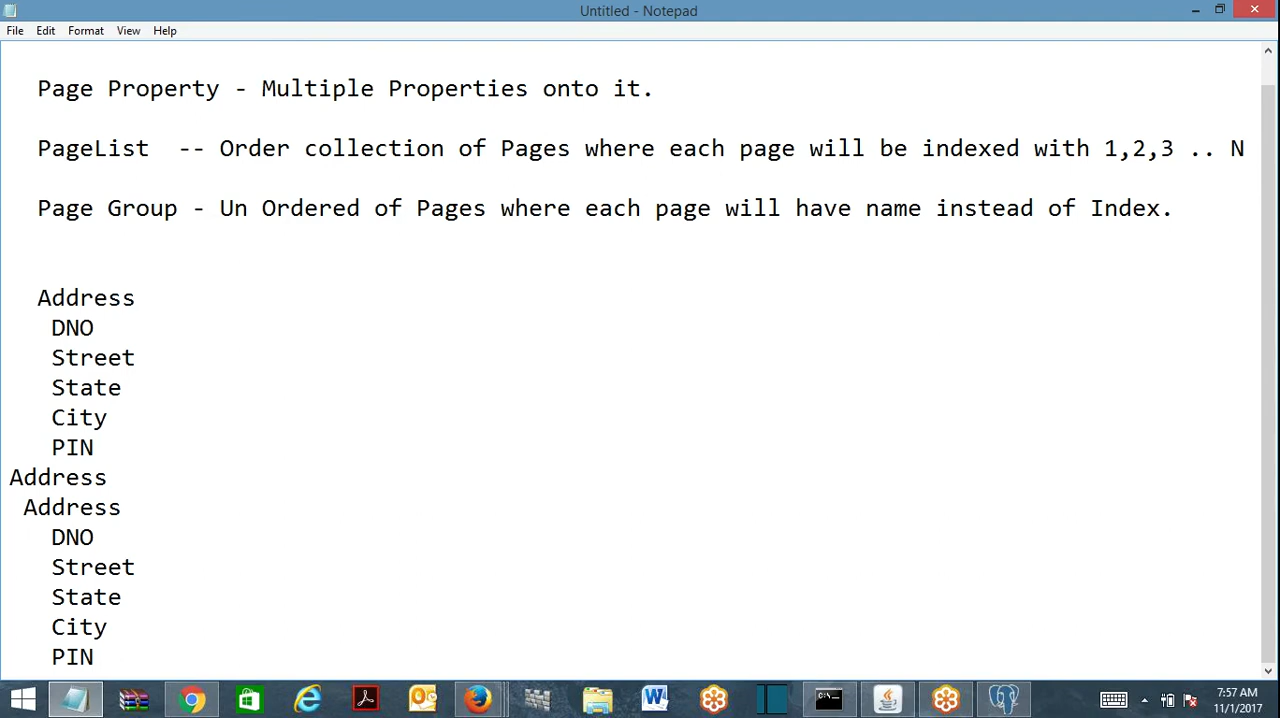 Untitled - Notepad
File Edit Format View Help
Page Property - Multiple Properties onto it.
PageList -- Order collection of Pages where each page will be indexed with 1,2,3 .. N
Page Group - Un Ordered of Pages where each page will have name instead of Index.
Address
DNO
Street
State
City
PIN
Address
Address
DNO
Street
State
City
PIN
7:57 AM
11/1/2017